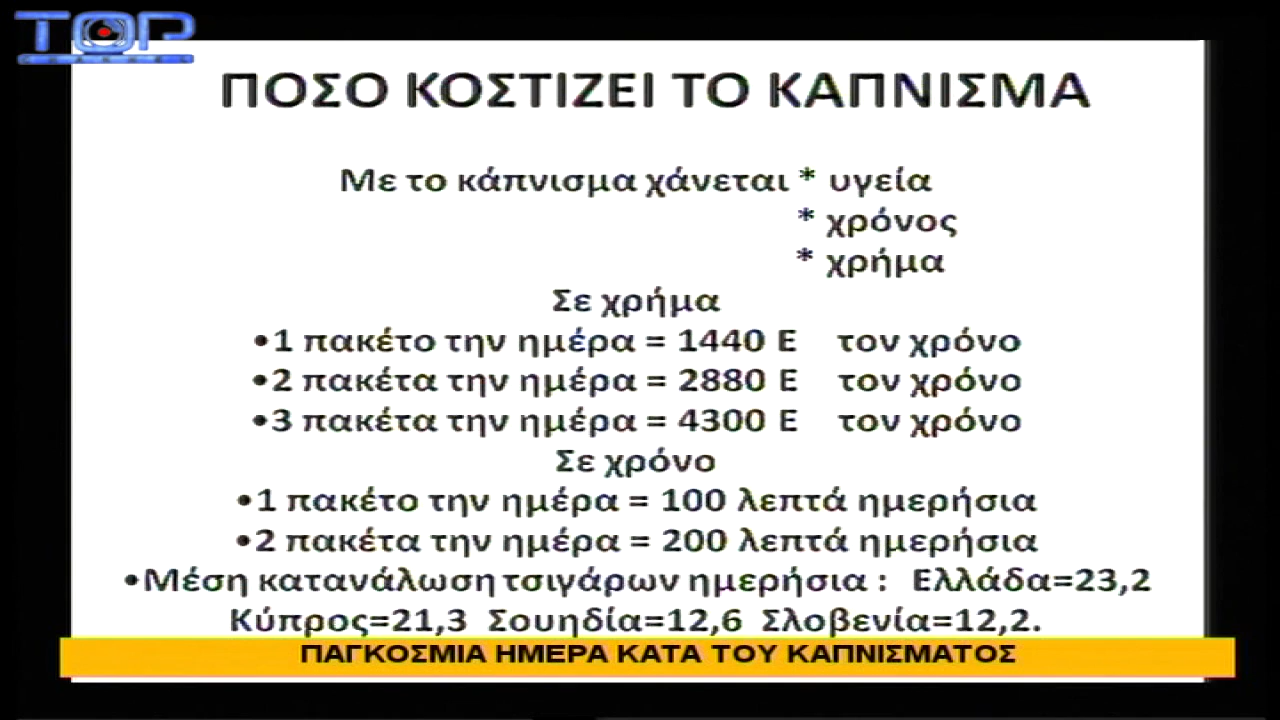 TOP
ΠΟΣΟ ΚΟΣΤΙΖΕΙ ΤΟ ΚΑΠΝΙΣΜΑ
Με το κάπνισμα χάνεται * υγεία
* χρόνος
* χρήμα
Σε χρήμα
•1 πακέτο την ημέρα = 1440 Ε τον χρόνο
•2 πακέτα την ημέρα = 2880 Ε τον χρόνο
•3 πακέτα την ημέρα = 4300 Ε τον χρόνο
Σε χρόνο
•1 πακέτο την ημέρα = 100 λεπτά ημερήσια
•2 πακέτα την ημέρα = 200 λεπτά ημερήσια
•Μέση κατανάλωση τσιγάρων ημερήσια : Ελλάδα=23,2
Κύπρος=21,3 Σουηδία=12,6 Σλοβενία=12,2.
ΠΑΓΚΟΣΜΙΑ ΗΜΕΡΑ ΚΑΤΑ ΤΟΥ ΚΑΠΝΙΣΜΑΤΟΣ